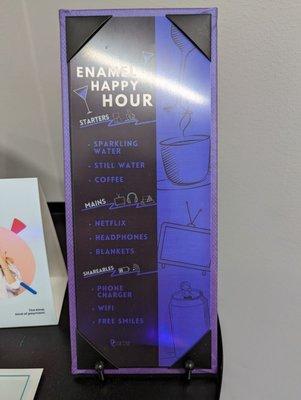 ENAMEL
HAPPY
HOUR
STARTERS
• SPARKLING
WATER
• STILL WATER
• COFFEE
MAINS
• NETFLIX
• HEADPHONES
• BLANKETS
SHAREABLES
• PHONE
CHARGER
• WIFI
• FREE SMILES